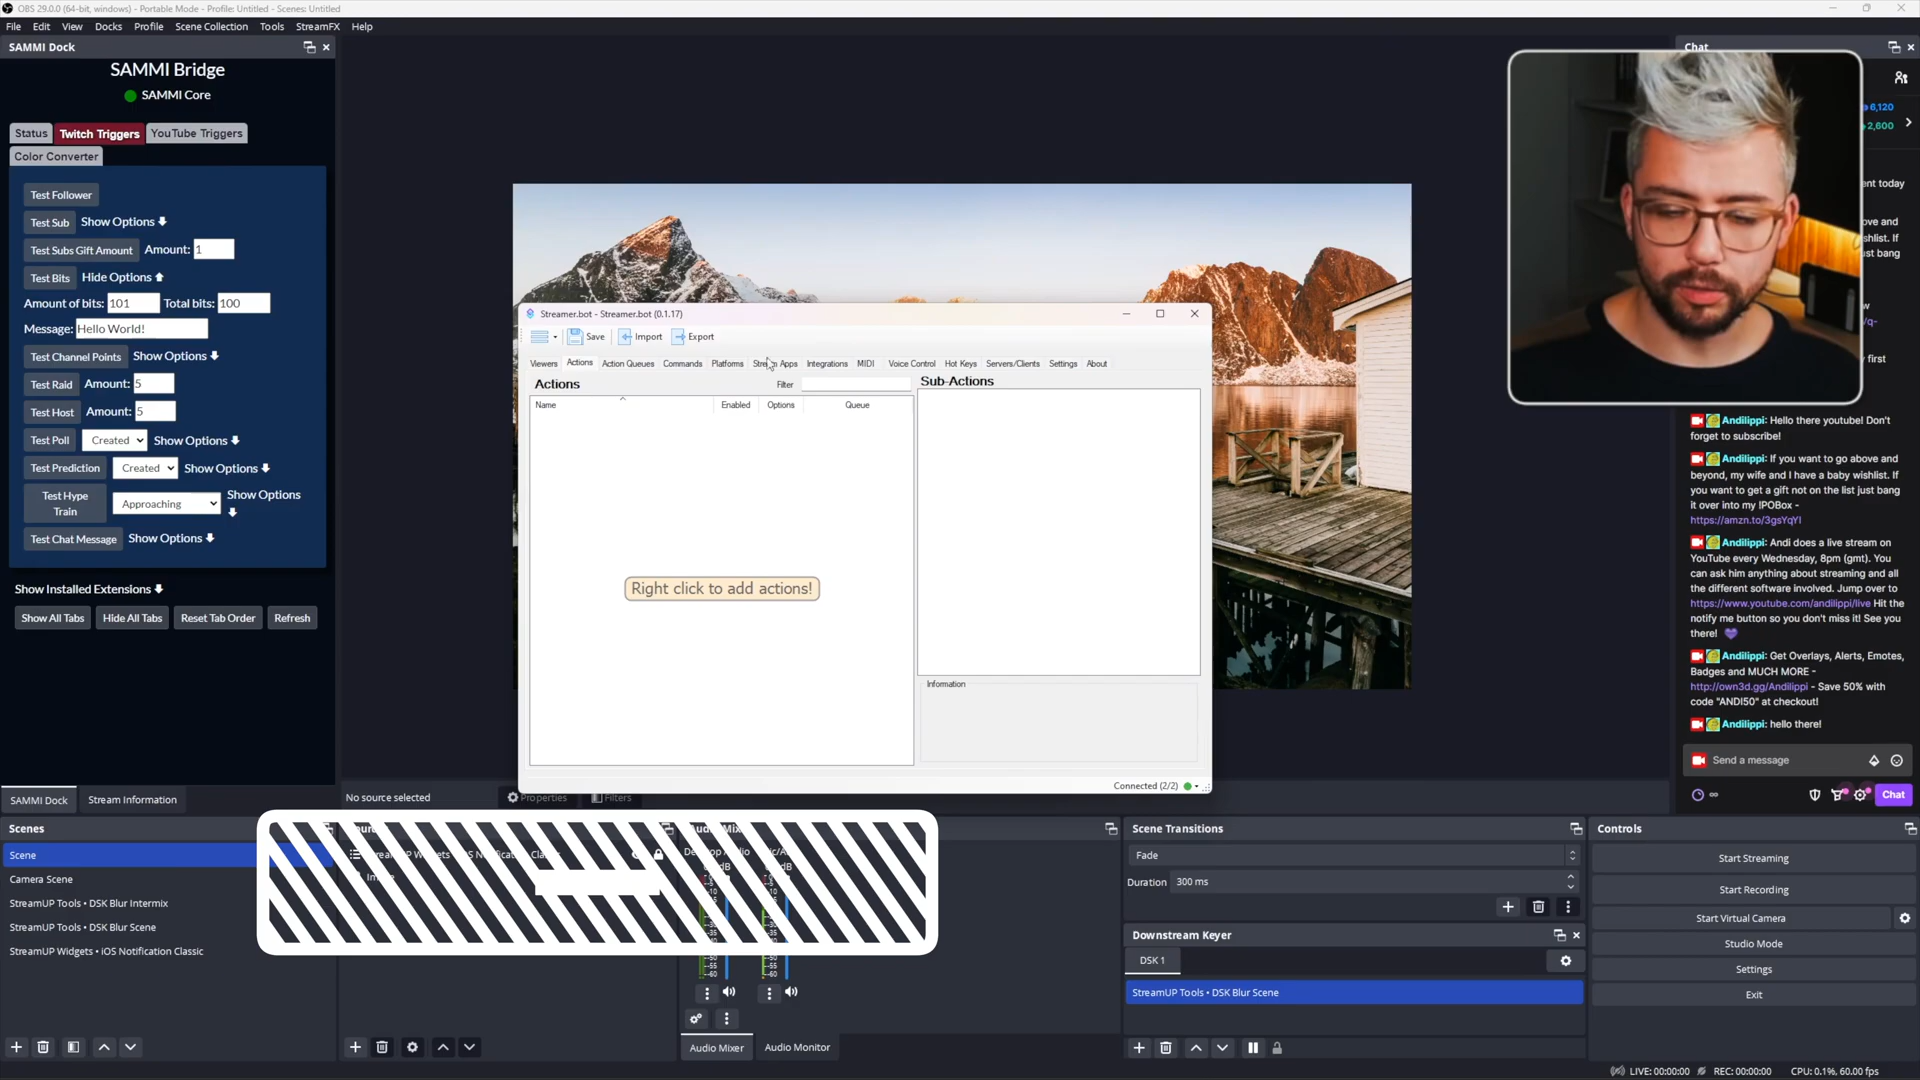 OBS 29.0.0 (64-bit, windows) - Portable Mode - Profile: Untitled - Scenes: Untitled
File Edit View Docks Profile Scene Collection Tools StreamFX Help
SAMMI Dock
SAMMI Bridge
SAMMI Core
Status Twitch Triggers YouTube Triggers
Color Converter
Test Follower
Test Sub Show Options
Test Subs Gift Amount Amount: 1
Test Bits Hide Options
Amount of bits: 101 Total bits: 100
Message: Hello World!
Test Channel Points Show Options
Test Raid Amount: 5
Test Host Amount: 5
Test Poll Created Show Options
Test Prediction Created Show Options
Test Hype Train Approaching Show Options
Test Chat Message Show Options
Show Installed Extensions
Show All Tabs Hide All Tabs Reset Tab Order Refresh
SAMMI Dock Stream Information
Streamer.bot - Streamer.bot (0.1.17)
Save Import Export
Viewers Actions Action Queues Commands Platforms Stream Apps Integrations MIDI Voice Control Hot Keys Servers/Clients Settings About
Actions Filter Sub-Actions
Name Enabled Options Queue
Right click to add actions!
Information
Connected (2/2)
Chat
6,120
2,600
ent today
ove and
shlist. If
ust bang
w
/q-
y first
Andilippi: Hello there youtube! Don't
forget to subscribe!
Andilippi: If you want to go above and
beyond, my wife and I have a baby wishlist. If
you want to get a gift not on the list just bang
it over into my !POBox -
https://amzn.to/3gsYqYI
Andilippi: Andi does a live stream on
YouTube every Wednesday, 8pm (gmt). You
can ask him anything about streaming and all
the different software involved. Jump over to
https://www.youtube.com/andilippi/live Hit the
notify me button so you don't miss it! See you
there!
Andilippi: Get Overlays, Alerts, Emotes,
Badges and MUCH MORE -
http://own3d.gg/Andilippi - Save 50% with
code "ANDI50" at checkout!
Andilippi: hello there!
Send a message
Chat
No source selected Properties Filters
Scenes
Scene
Camera Scene
StreamUP Tools • DSK Blur Intermix
StreamUP Tools • DSK Blur Scene
StreamUP Widgets • iOS Notification Classic
Audio Mixer Audio Monitor
Scene Transitions
Fade
Duration 300 ms
Downstream Keyer
DSK 1
StreamUP Tools • DSK Blur Scene
Controls
Start Streaming
Start Recording
Start Virtual Camera
Studio Mode
Settings
Exit
LIVE: 00:00:00 REC: 00:00:00 CPU: 0.1%, 60.00 fps